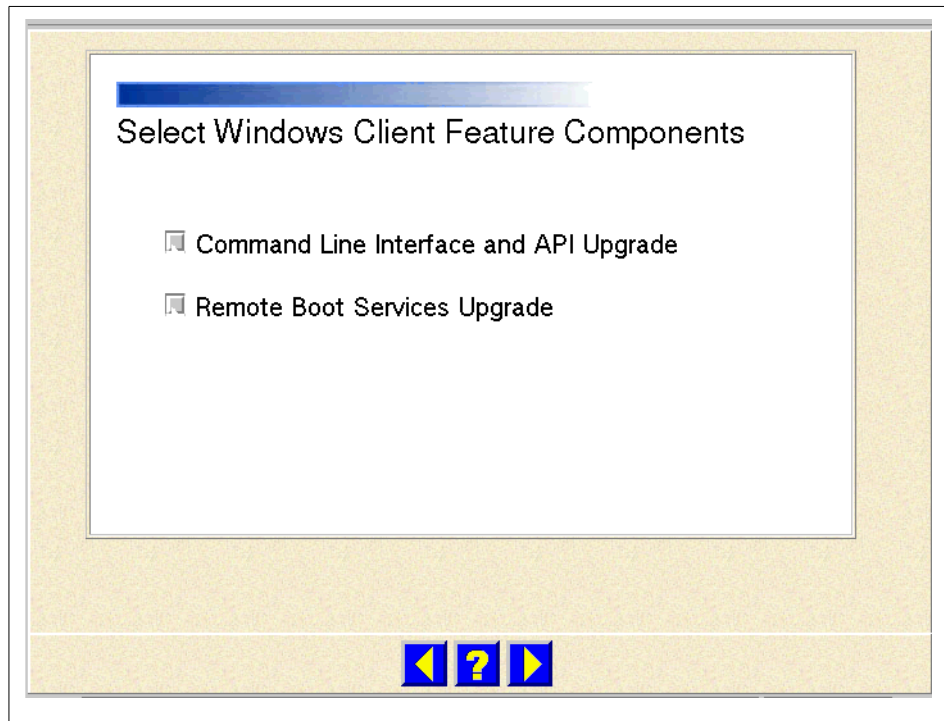 Select Windows Client Feature Components
Command Line Interface and API Upgrade
Remote Boot Services Upgrade
?